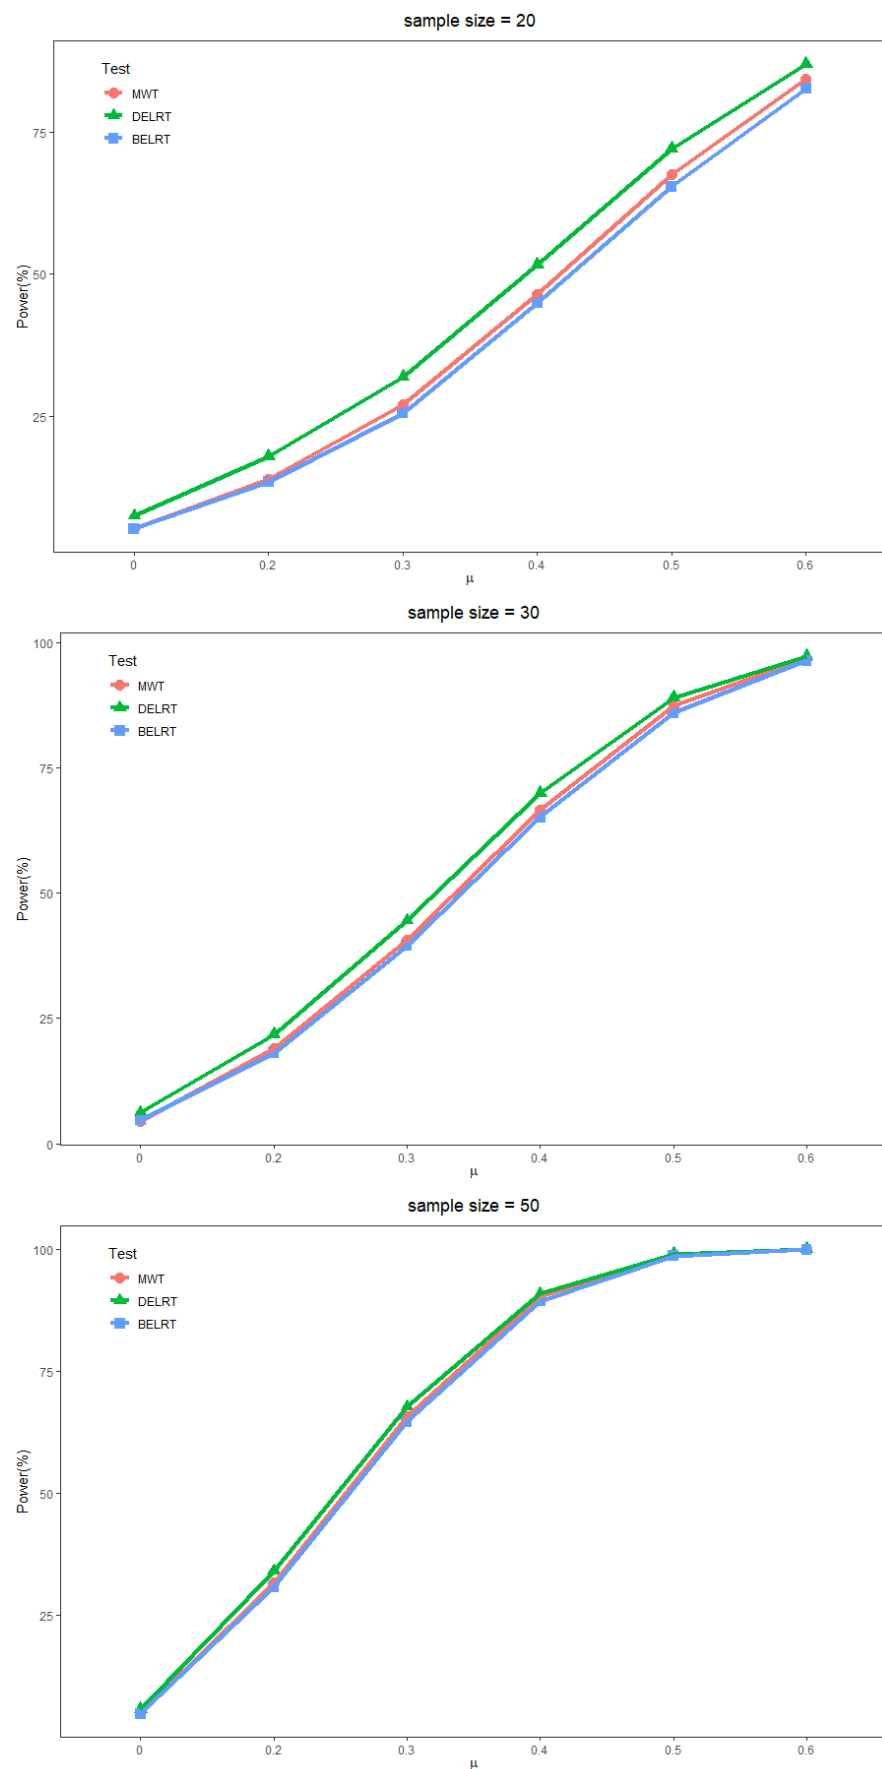 sample size = 20
Test
MWT
DELRT
BELRT
Power(%)
75
50
25
0 0.2 0.3 0.4 0.5 0.6
μ
sample size = 30
Test
MWT
DELRT
BELRT
Power(%)
100
75
50
25
0
0 0.2 0.3 0.4 0.5 0.6
μ
sample size = 50
Test
MWT
DELRT
BELRT
Power(%)
100
75
50
25
0 0.2 0.3 0.4 0.5 0.6
μ